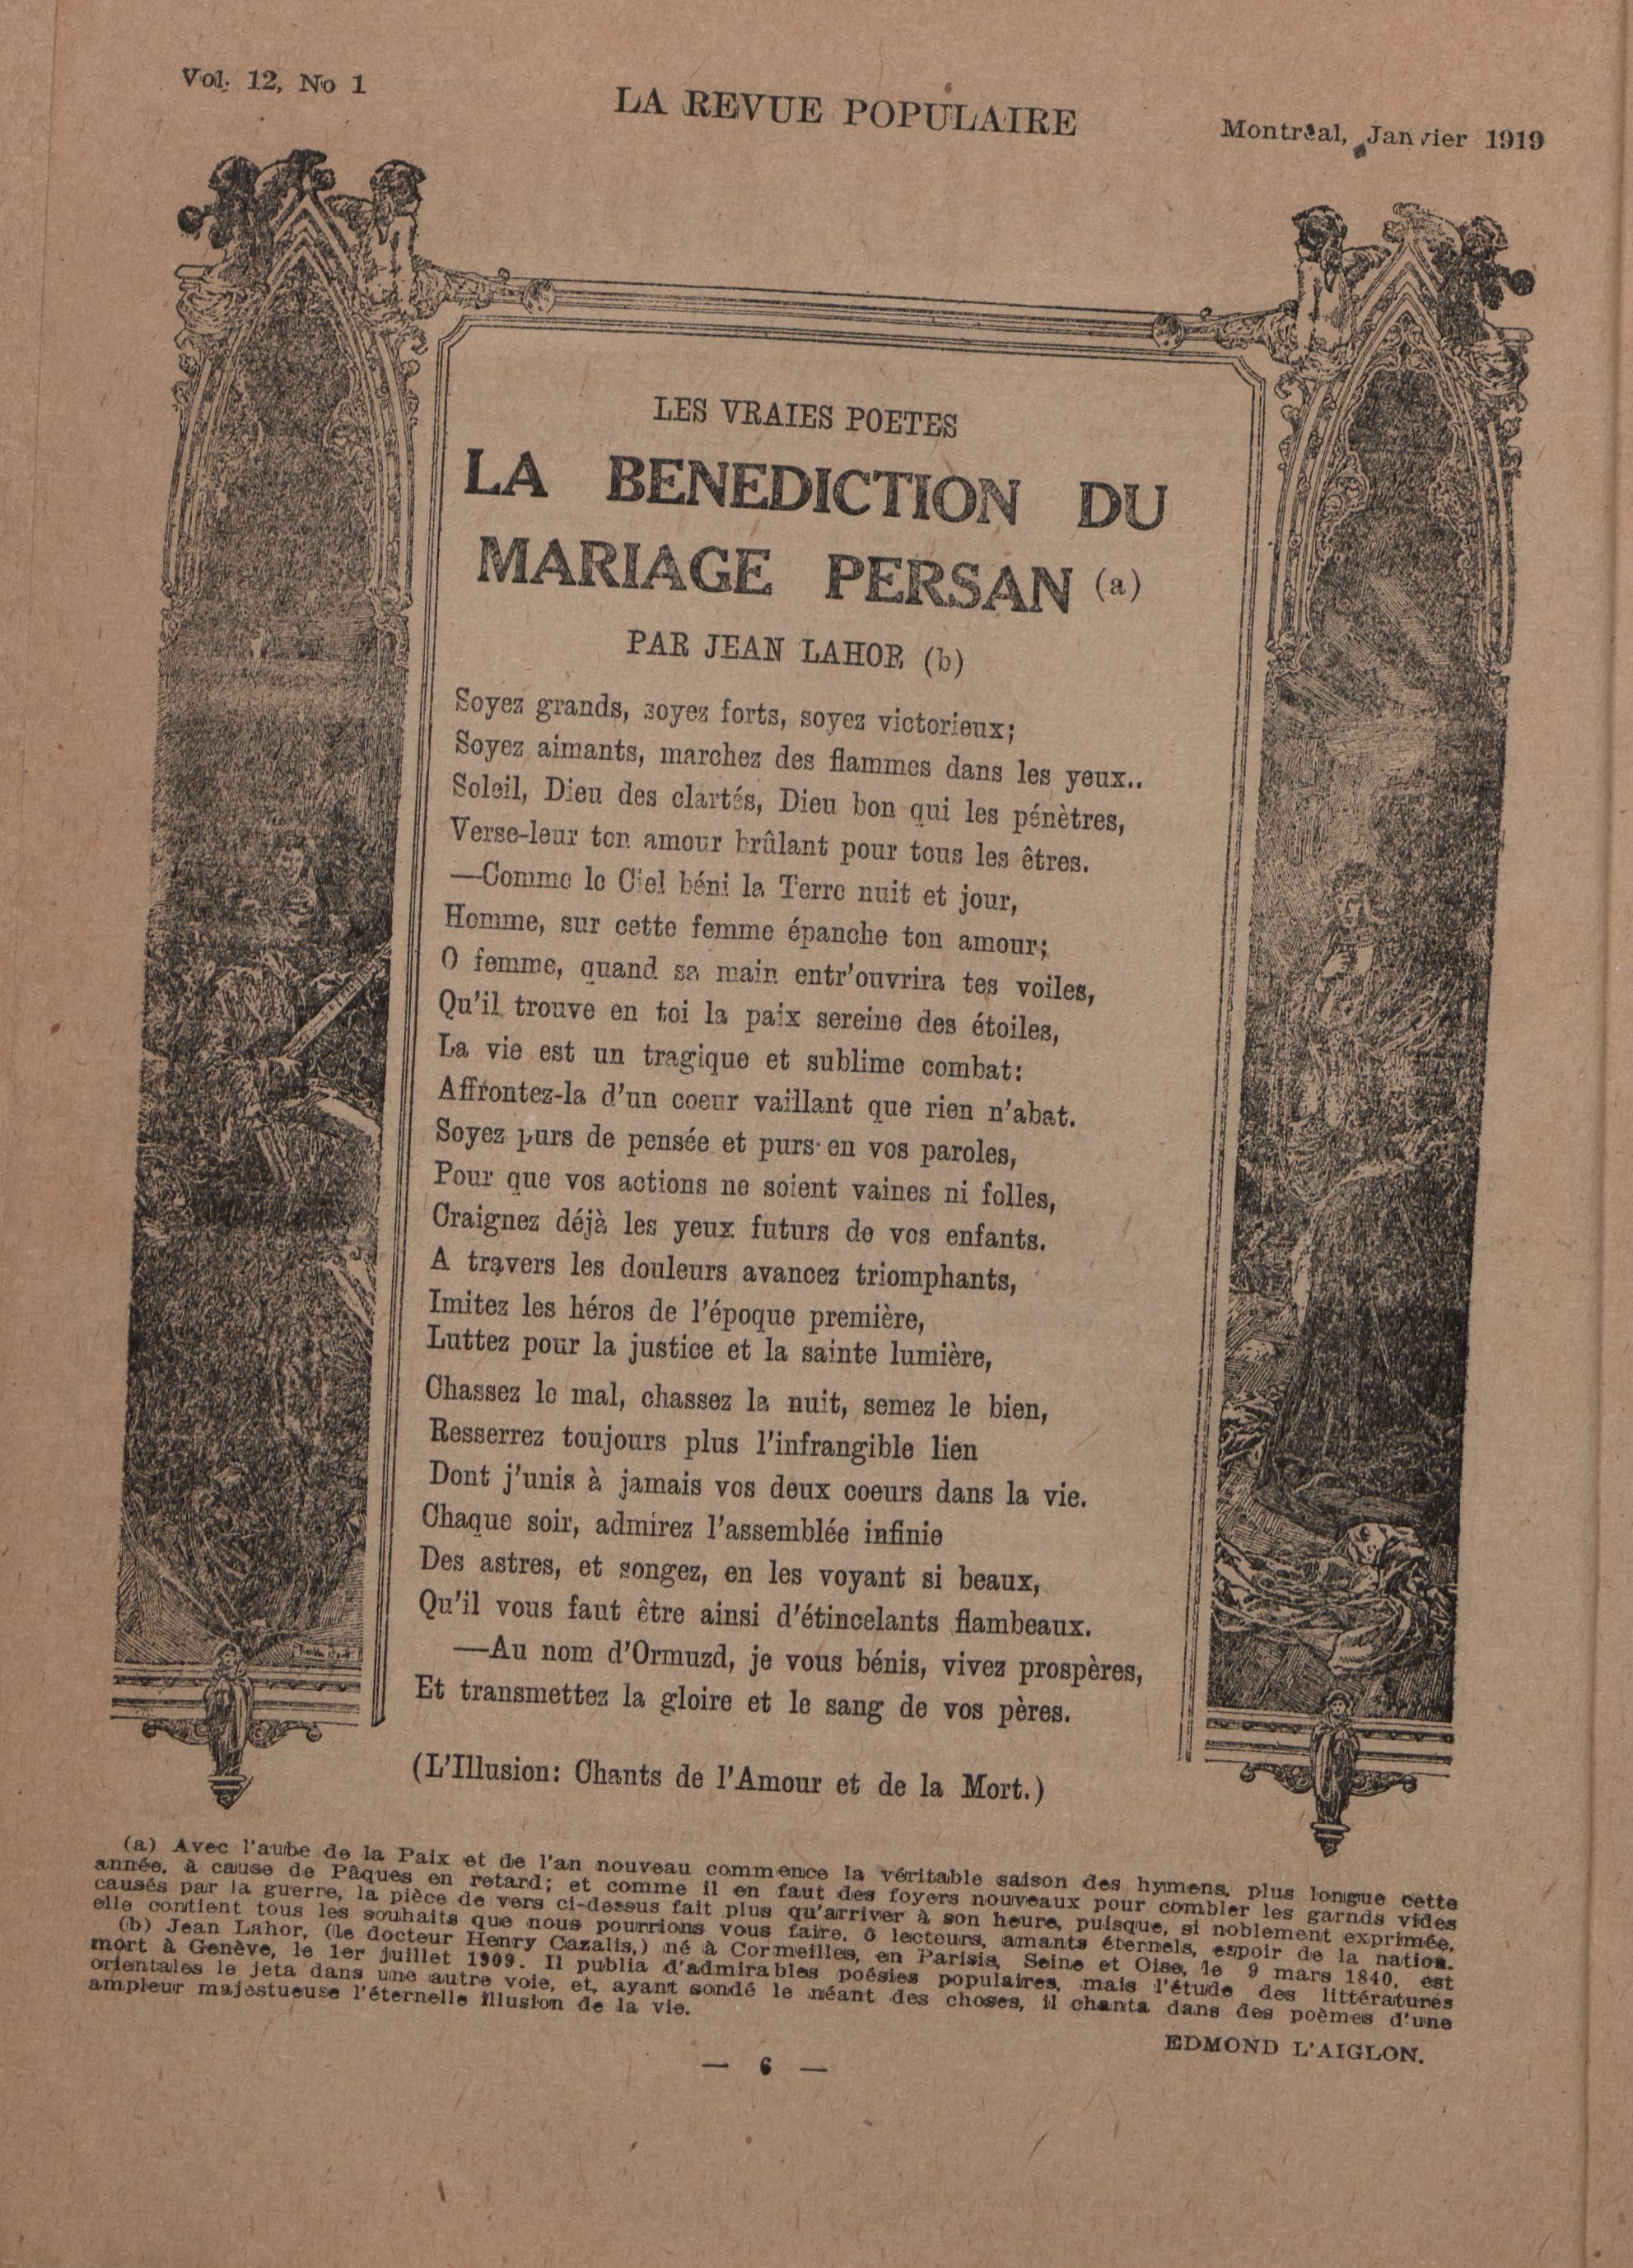 Vol. 12, No 1
LA REVUE POPULAIRE
Montréal, Janvier 1919
LES VRAIES POETES
LA BENEDICTION DU
MARIAGE PERSAN (a)
PAR JEAN LAHOR (b)
Soyez grands, soyez forts, soyez victorieux;
Soyez aimants, marchez des flammes dans les yeux..
Soleil, Dieu des clartés, Dieu bon qui les pénètres,
Verse-leur ton amour brûlant pour tous les êtres.
—Comme le Ciel béni la Terre nuit et jour,
Homme, sur cette femme épanche ton amour;
O femme, quand sa main entr'ouvrira tes voiles,
Qu'il trouve en toi la paix sereine des étoiles,
La vie est un tragique et sublime combat:
Affrontez-la d'un coeur vaillant que rien n'abat.
Soyez purs de pensée et purs en vos paroles,
Pour que vos actions ne soient vaines ni folles,
Craignez déjà les yeux futurs de vos enfants.
A travers les douleurs avancez triomphants,
Imitez les héros de l'époque première,
Luttez pour la justice et la sainte lumière,
Chassez le mal, chassez la nuit, semez le bien,
Resserrez toujours plus l'infrangible lien
Dont j'unis à jamais vos deux coeurs dans la vie.
Chaque soir, admirez l'assemblée infinie
Des astres, et songez, en les voyant si beaux,
Qu'il vous faut être ainsi d'étincelants flambeaux.
—Au nom d'Ormuzd, je vous bénis, vivez prospères,
Et transmettez la gloire et le sang de vos pères.
(L'Illusion: Chants de l'Amour et de la Mort.)
(a) Avec l'aube de la Paix et de l'an nouveau commence la véritable saison des hymens, plus longue cette
année, à cause de Pâques en retard; et comme il en faut des foyers nouveaux pour combler les garnds vides
causés par la guerre, la pièce de vers ci-dessus fait plus qu'arriver à son heure, puisque, si noblement exprimée,
elle contient tous les souhaits que nous pourrions vous faire, ô lecteurs, amants éternels, espoir de la nation.
(b) Jean Lahor, (le docteur Henry Cazalis,) né à Cormeilles, en Parisis, Seine et Oise, le 9 mars 1840, est
mort à Genève, le 1er juillet 1909. Il publia d'admirables poésies populaires, mais l'étude des littératures
orientales le jeta dans une autre voie, et, ayant sondé le néant des choses, il chanta dans des poèmes d'une
ampleur majestueuse l'éternelle illusion de la vie.
EDMOND L'AIGLON.
— 6 —